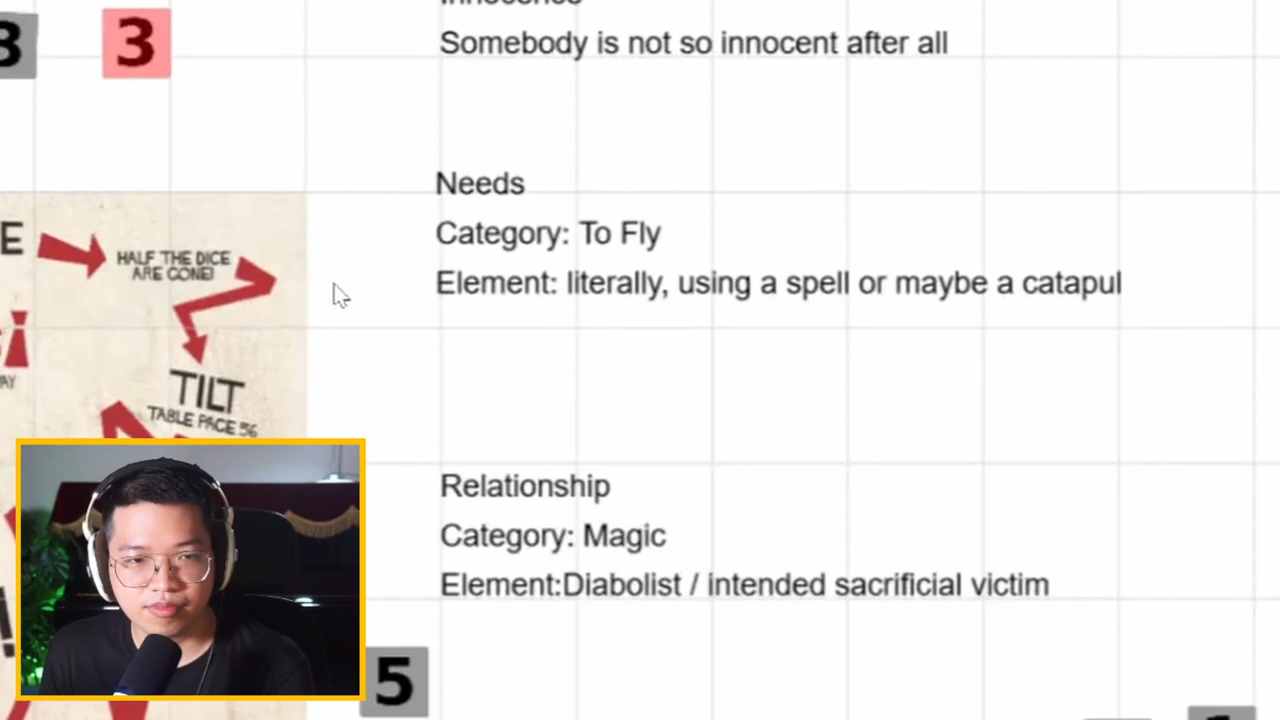 3
Somebody is not so innocent after all
Needs
Category: To Fly
Element: literally, using a spell or maybe a catapul
HALF THE DICE
ARE GONE!
TILT
TABLE PAGE 56
Relationship
Category: Magic
Element:Diabolist / intended sacrificial victim
5